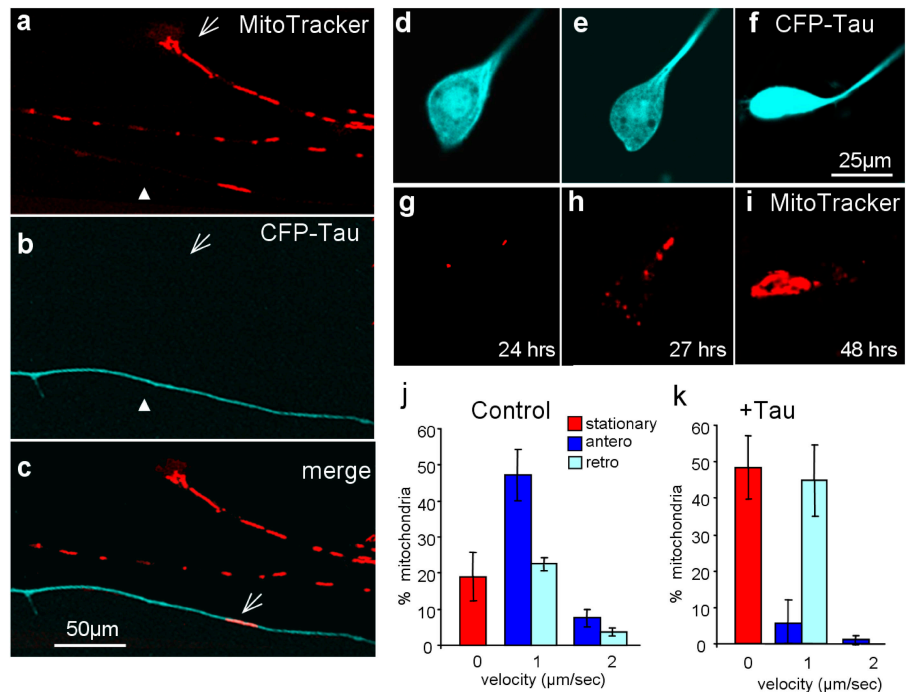 a
MitoTracker
b
CFP-Tau
c
merge
50µm
d
e
f
CFP-Tau
25µm
g
h
i
MitoTracker
24 hrs
27 hrs
48 hrs
j
Control
stationary
antero
retro
% mitochondria
60
50
40
30
20
10
0
0
1
2
velocity (µm/sec)
k
+Tau
% mitochondria
60
50
40
30
20
10
0
0
1
2
velocity (µm/sec)